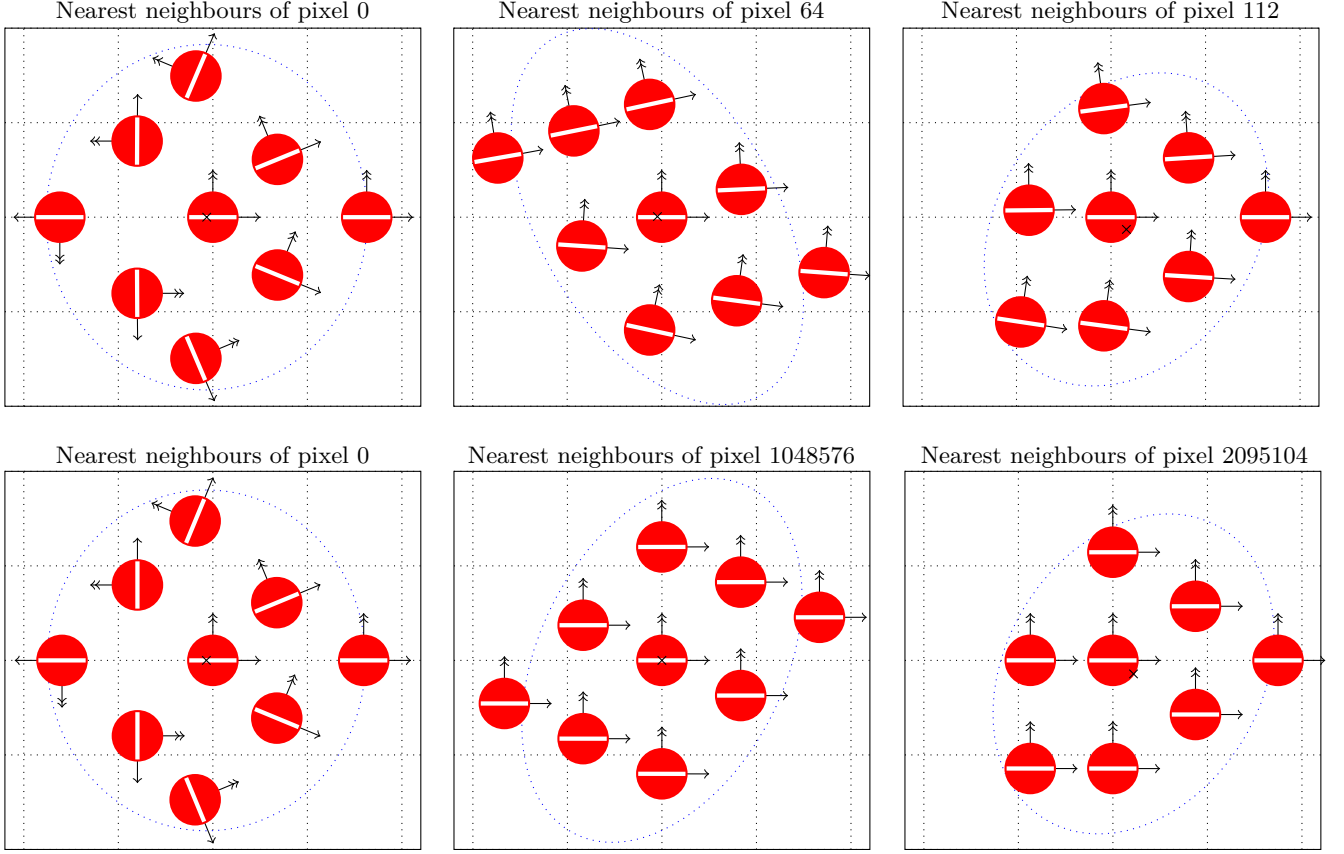 Nearest neighbours of pixel 0
Nearest neighbours of pixel 64
Nearest neighbours of pixel 112
Nearest neighbours of pixel 0
Nearest neighbours of pixel 1048576
Nearest neighbours of pixel 2095104